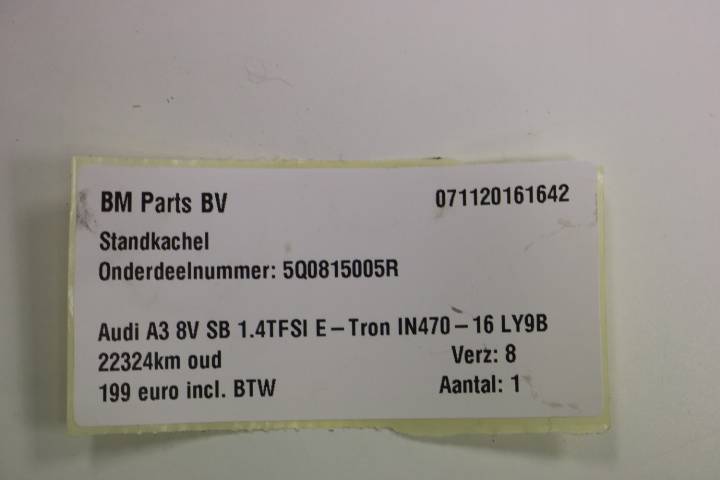 BM Parts BV 071120161642
Standkachel
Onderdeelnummer: 5Q0815005R
Audi A3 8V SB 1.4TFSI E-Tron IN470-16 LY9B
22324km oud Verz: 8
199 euro incl. BTW Aantal: 1